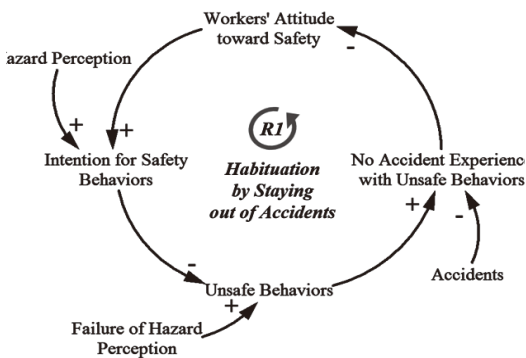 Workers' Attitude
toward Safety
-
azard Perception
+
+
R1
Intention for Safety
Behaviors
Habituation
by Staying
out of Accidents
No Accident Experience
with Unsafe Behaviors
+
-
-
Unsafe Behaviors
+
Accidents
Failure of Hazard
Perception